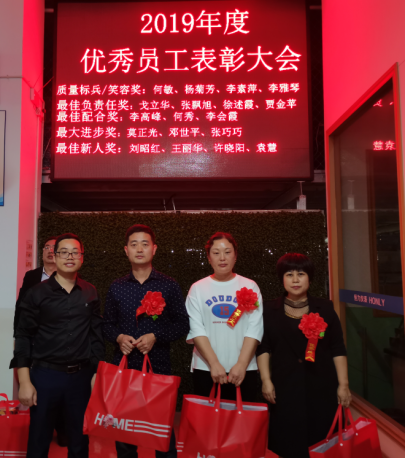 2019年度
优秀员工表彰大会
质量标兵/笑容奖：何敏、杨菊芳、李素萍、李雅琴
最佳负责任奖：戈立华、张飘旭、徐述霞、贾金苹
最佳配合奖：李高峰、何秀、李会霞
最大进步奖：莫正光、邓世平、张巧巧
最佳新人奖：刘昭红、王丽华、许晓阳、袁慧
HONLY
DOUDOU
HOME